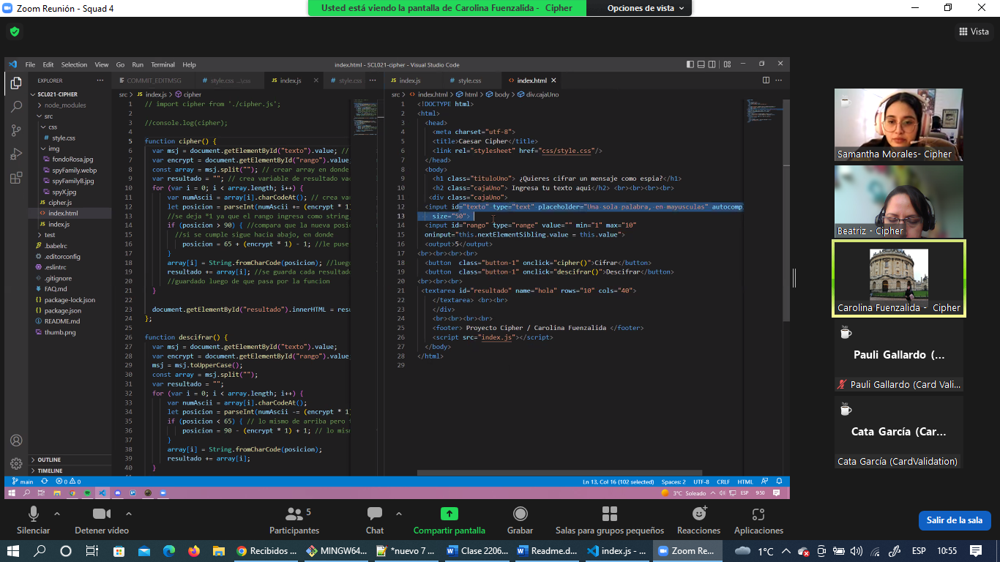 Zoom Reunión - Squad 4
Usted está viendo la pantalla de Carolina Fuenzalida - Cipher
Opciones de vista
Vista
File Edit Selection View Go Run Terminal Help
index.html - SCL021-cipher - Visual Studio Code
EXPLORER
SCL021-CIPHER
node_modules
src
css
style.css
img
fondoRosa.jpg
spyFamily.webp
spyFamilyB.jpg
spyX.jpg
cipher.js
index.html
index.js
test
.babelrc
.editorconfig
.eslintrc
.gitignore
FAQ.md
package-lock.json
package.json
README.md
thumb.png
OUTLINE
TIMELINE
COMMIT_EDITMSG style.css ...\css index.js style.css
src > index.js > cipher
1 // import cipher from './cipher.js';
2
3 //console.log(cipher);
4
5 function cipher() {
6 var msj = document.getElementById("texto").value; //
7 var encrypt = document.getElementById("rango").value;
8 const array = msj.split(""); // crear array en donde
9 var resultado = ""; // crea variable de resultado vac
10 for (var i = 0; i < array.length; i++) {
11 var numAscii = array[i].charCodeAt(); // crea var
12 let posicion = parseInt(numAscii += (encrypt * 1)
13 //se deja *1 ya que el rango ingresa como string,
14 if (posicion > 90) { //compara que la nueva posic
15 //si se cumple sigue hacia abajo, en donde
16 posicion = 65 + (encrypt * 1) - 1; //le puse
17 }
18 array[i] = String.fromCharCode(posicion); //luega
19 resultado += array[i]; //se guarda cada resultado
20 //guardado luego de que pasa por la funcion
21 }
22
23 document.getElementById("resultado").innerHTML = resu
24 };
25
26 function descifrar() {
27 var msj = document.getElementById("texto").value;
28 var encrypt = document.getElementById("rango").value;
29 msj = msj.toUpperCase();
30 const array = msj.split("");
31 var resultado = "";
32 for (var i = 0; i < array.length; i++) {
33 var numAscii = array[i].charCodeAt();
34 let posicion = parseInt(numAscii -= (encrypt * 1)
35 if (posicion < 65) { // lo mismo de arriba pero
36 posicion = 90 - (encrypt * 1) + 1; // lo mism
37 }
38 array[i] = String.fromCharCode(posicion);
39 resultado += array[i];
40 }
index.js style.css index.html
src > index.html > html > body > div.cajaUno
1 <!DOCTYPE html>
2 <html>
3 <head>
4 <meta charset="utf-8">
5 <title>Caesar Cipher</title>
6 <link rel="stylesheet" href="css/style.css"/>
7 </head>
8 <body>
9 <h1 class="tituloUno"> ¿Quieres cifrar un mensaje como espia?</h1>
10 <h2 class="cajaUno"> Ingresa tu texto aqui</h2> <br><br><br><br>
11 <div class="cajaUno">
12 <input id="texto" type="text" placeholder="Una sola palabra, en mayusculas" autocomp
13 size="50">
14 <input id="rango" type="range" value="" min="1" max="10"
15 oninput="this.nextElementSibling.value = this.value">
16 <output>5</output>
17 <br><br><br><br>
18 <button class="button-1" onclick="cipher()">Cifrar</button>
19 <button class="button-1" onclick="descifrar()">Descifrar</button>
20 <br><br><br>
21 <textarea id="resultado" name="hola" rows="10" cols="40">
22 </textarea> <br><br>
23 </div>
24 <br><br><br><br>
25 <footer> Proyecto Cipher / Carolina Fuenzalida </footer>
26 <script src="index.js"></script>
27 </body>
28 </html>
29
main 0 0
Ln 13, Col 16 (102 selected) Spaces: 2 UTF-8 CRLF HTML
3°C Soleado ESP 9:50
Samantha Morales- Cipher
Beatriz - Cipher
Carolina Fuenzalida - Cipher
Pauli Gallardo (...
Pauli Gallardo (Card Vali...
Cata García (Car...
Cata García (CardValidation)
Silenciar
Detener vídeo
5
Participantes
Chat
Compartir pantalla
Grabar
Salas para grupos pequeños
Reacciones
Aplicaciones
Salir de la sala
Recibidos ... MINGW64... *nuevo 7 ... Clase 2206... Readme.d... index.js - ... Zoom Re...
1°C ESP 10:55